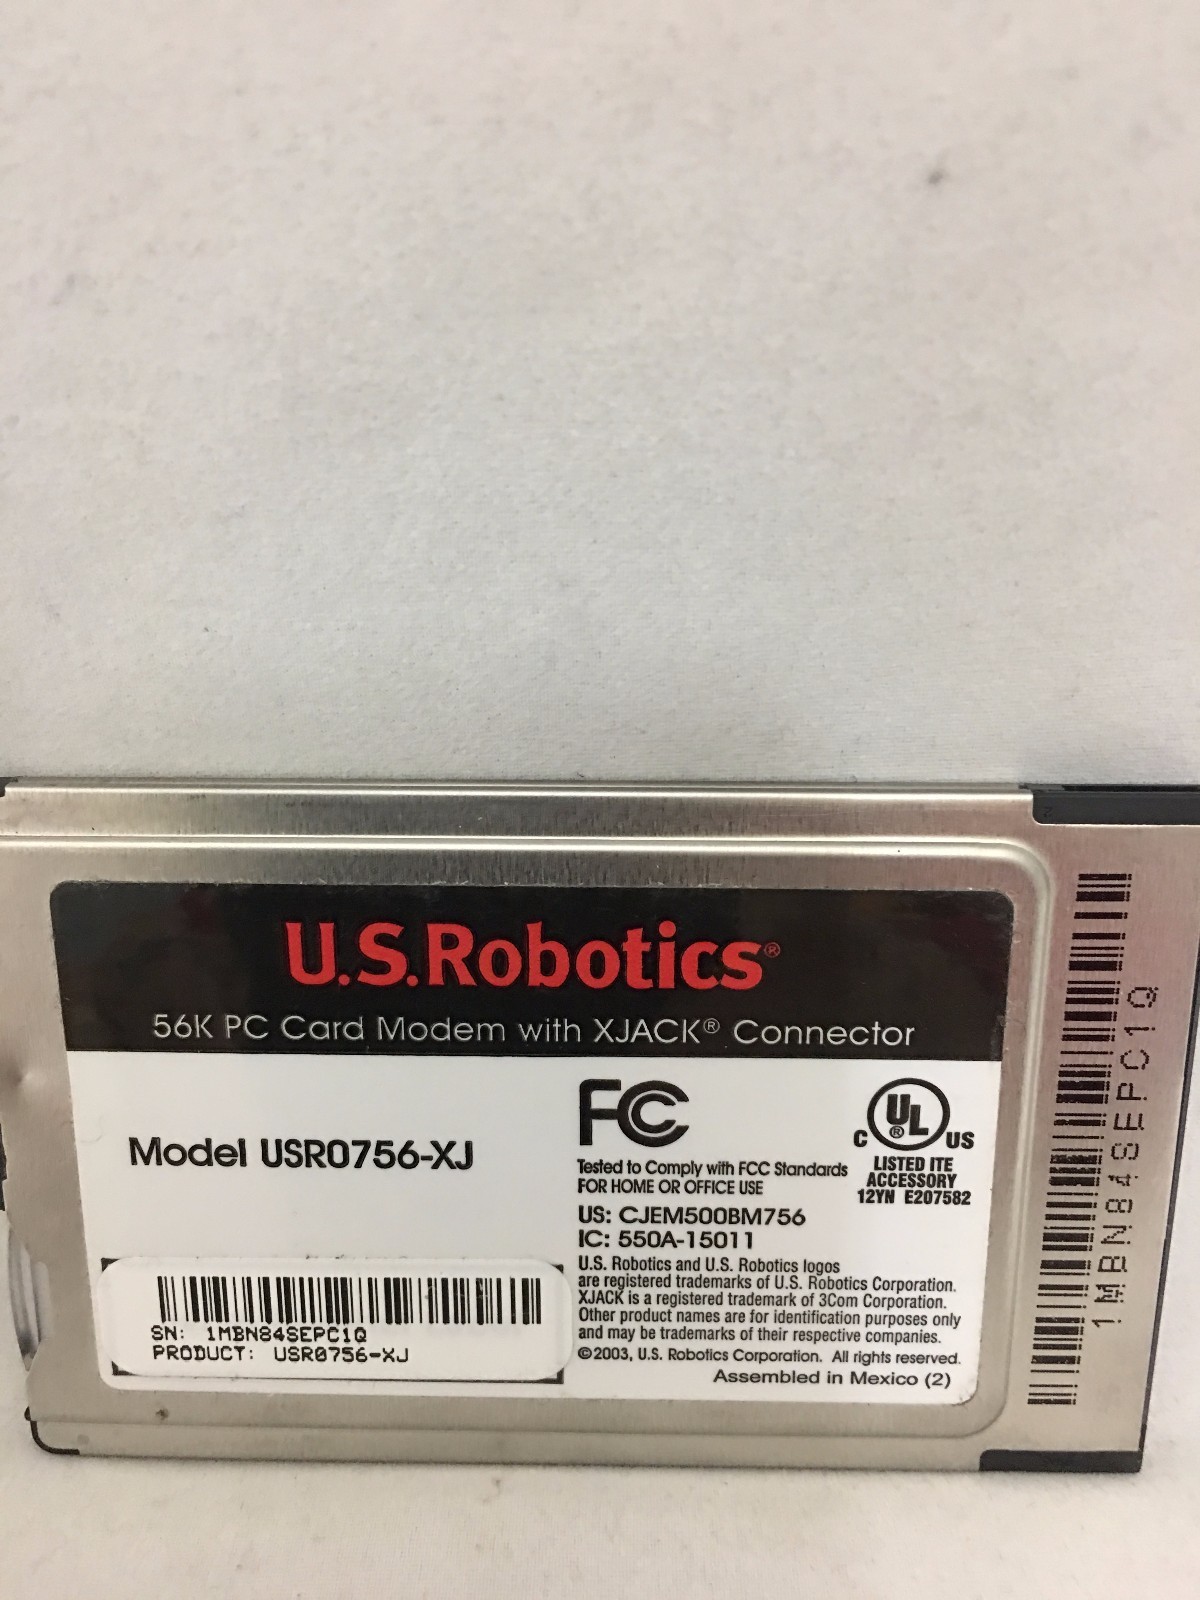 U.S.Robotics®
56K PC Card Modem with XJACK® Connector
Model USR0756-XJ
FC
Tested to Comply with FCC Standards
FOR HOME OR OFFICE USE
US: CJEM500BM756
IC: 550A-15011
C UL® US
LISTED ITE
ACCESSORY
12YN E207582
U.S. Robotics and U.S. Robotics logos
are registered trademarks of U.S. Robotics Corporation.
XJACK is a registered trademark of 3Com Corporation.
Other product names are for identification purposes only
and may be trademarks of their respective companies.
©2003, U.S. Robotics Corporation. All rights reserved.
Assembled in Mexico (2)
SN: 1MBN84SEPC1Q
PRODUCT: USR0756-XJ
1MBN84SEPC1Q